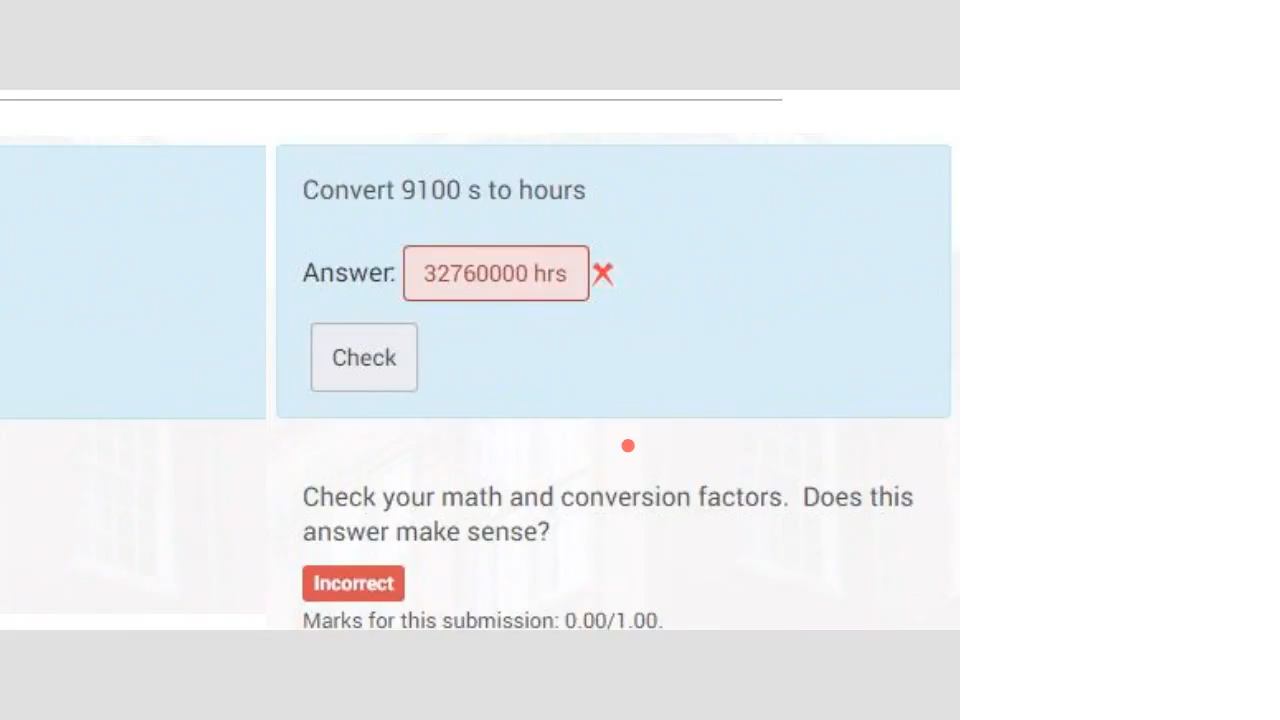 Convert 9100 s to hours
Answer: 32760000 hrs
Check
Check your math and conversion factors.  Does this
answer make sense?
Incorrect
Marks for this submission: 0.00/1.00.